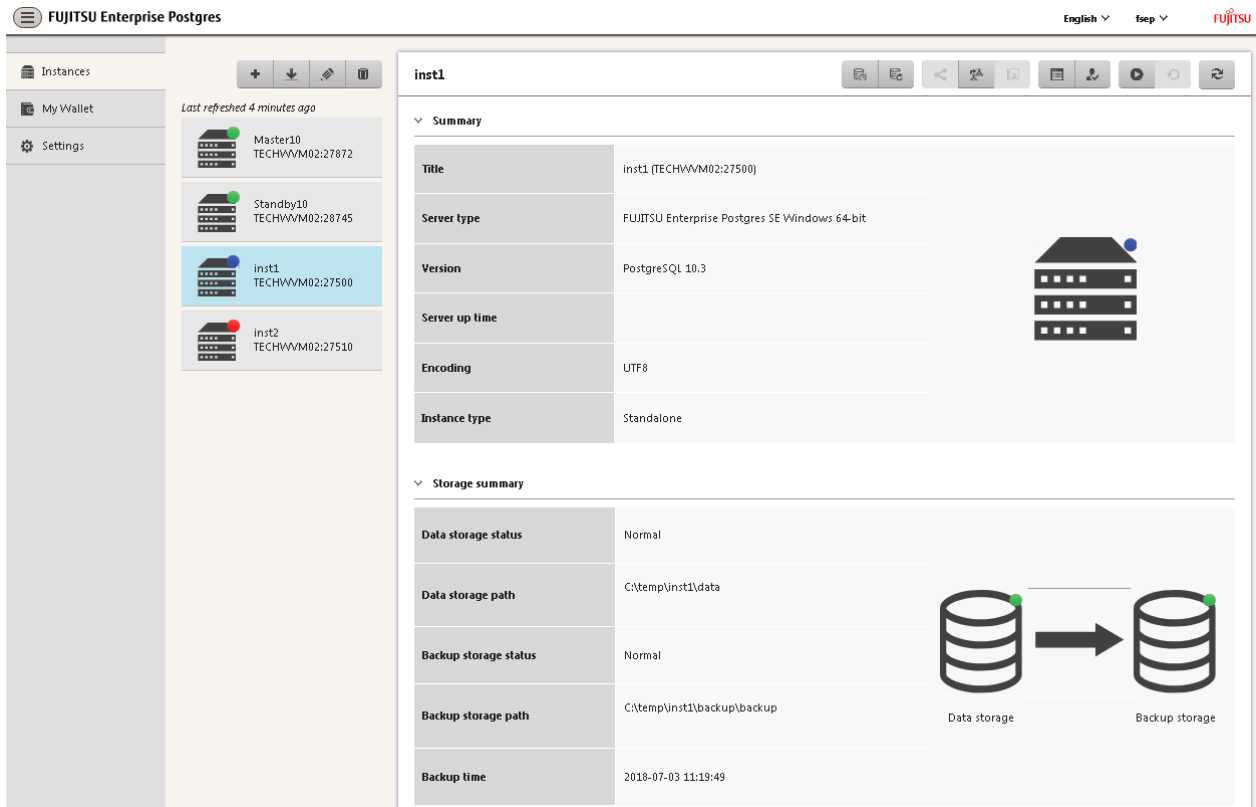 FUJITSU Enterprise Postgres
English
fsep
FUJITSU
Instances
My Wallet
Settings
Last refreshed 4 minutes ago
Master10
TECHWVM02:27872
Standby10
TECHWVM02:28745
inst1
TECHWVM02:27500
inst2
TECHWVM02:27510
inst1
Summary
Title
inst1 (TECHWVM02:27500)
Server type
FUJITSU Enterprise Postgres SE Windows 64-bit
Version
PostgreSQL 10.3
Server up time
Encoding
UTF8
Instance type
Standalone
Storage summary
Data storage status
Normal
Data storage path
C:\temp\inst1\data
Backup storage status
Normal
Backup storage path
C:\temp\inst1\backup\backup
Backup time
2018-07-03 11:19:49
Data storage
Backup storage